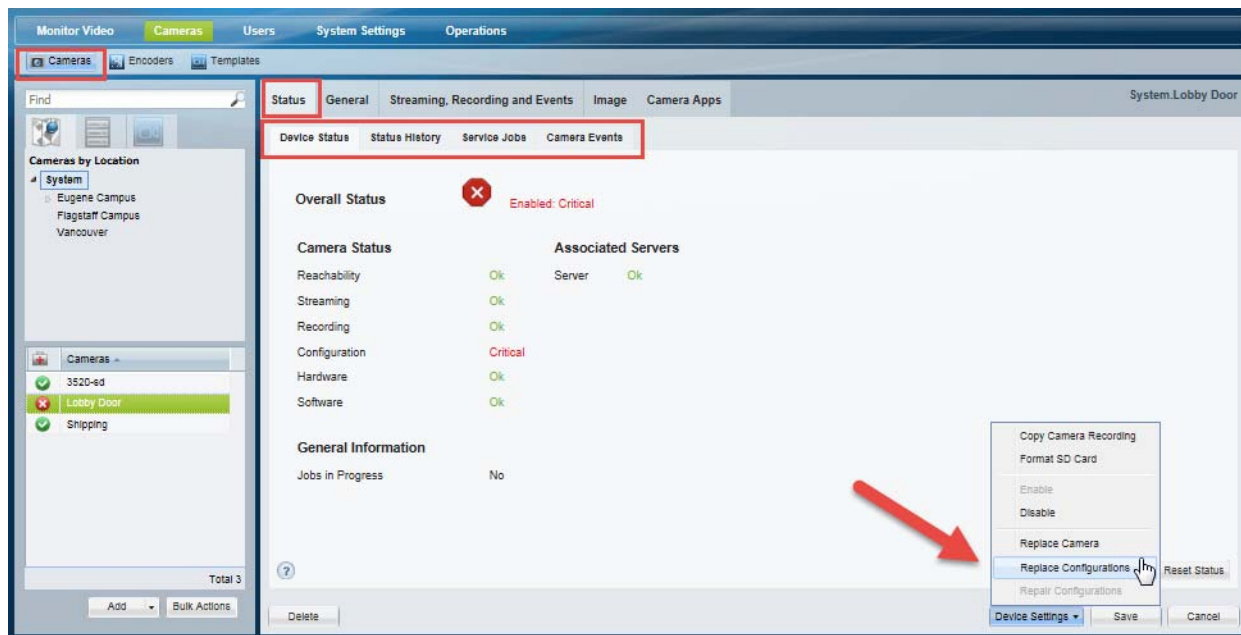 Monitor Video Cameras Users System Settings Operations
Cameras Encoders Templates
Find
Cameras by Location
System
Eugene Campus
Flagstaff Campus
Vancouver
Cameras
3520-sd
Lobby Door
Shipping
Total 3
Add Bulk Actions
Status General Streaming, Recording and Events Image Camera Apps System.Lobby Door
Device Status Status History Service Jobs Camera Events
Overall Status Enabled: Critical
Camera Status Associated Servers
Reachability Ok Server Ok
Streaming Ok
Recording Ok
Configuration Critical
Hardware Ok
Software Ok
General Information
Jobs in Progress No
Copy Camera Recording
Format SD Card
Enable
Disable
Replace Camera
Replace Configurations
Repair Configurations
? Reset Status
Delete Device Settings Save Cancel